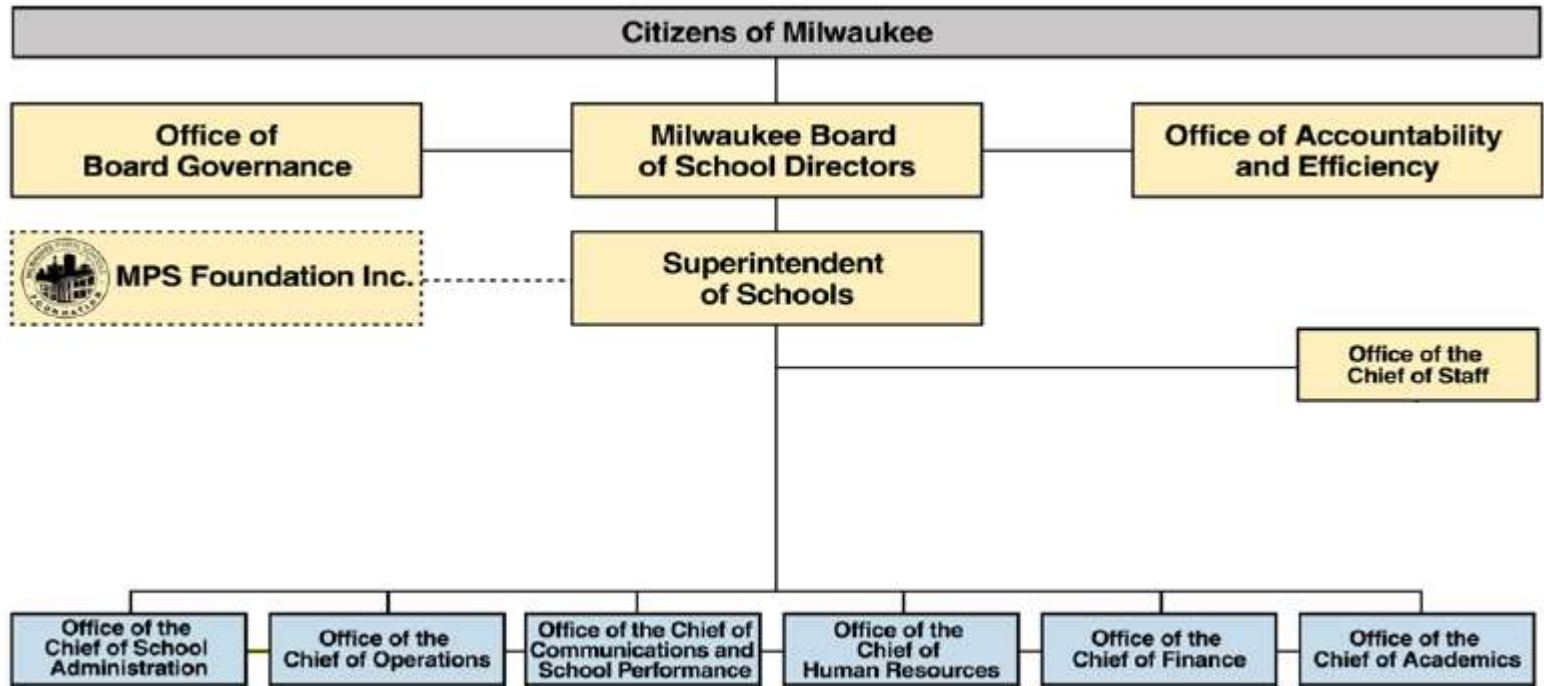 Citizens of Milwaukee
Office of
Board Governance
Milwaukee Board
of School Directors
Office of Accountability
and Efficiency
MPS Foundation Inc.
Superintendent
of Schools
Office of the
Chief of Staff
Office of the
Chief of School
Administration
Office of the
Chief of Operations
Office of the Chief of
Communications and
School Performance
Office of the
Chief of
Human Resources
Office of the
Chief of Finance
Office of the
Chief of Academics